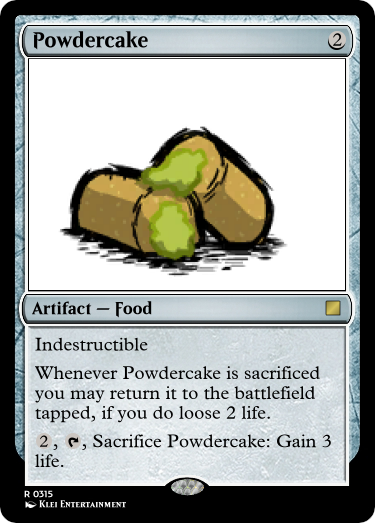 Powdercake 2
Artifact — Food
Indestructible
Whenever Powdercake is sacrificed
you may return it to the battlefield
tapped, if you do loose 2 life.
2, , Sacrifice Powdercake: Gain 3
life.
R 0315
Klei Entertainment